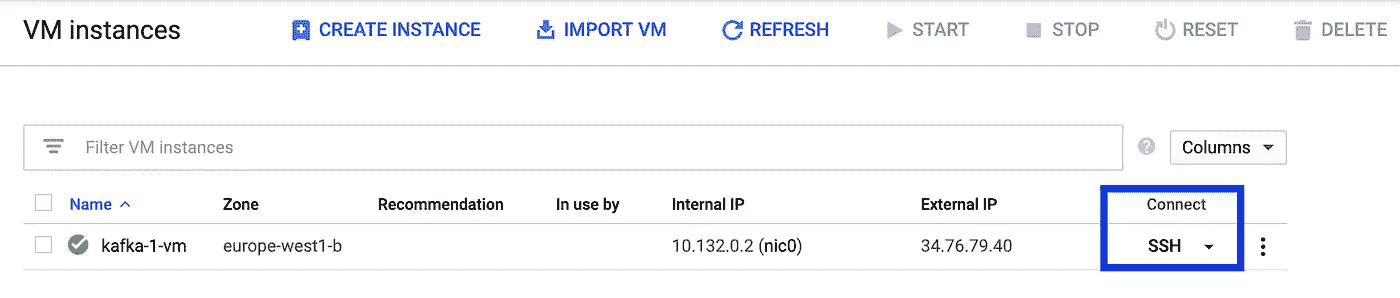 VM instances CREATE INSTANCE IMPORT VM REFRESH START STOP RESET DELETE
Filter VM instances Columns
Name Zone Recommendation In use by Internal IP External IP Connect
kafka-1-vm europe-west1-b 10.132.0.2 (nic0) 34.76.79.40 SSH